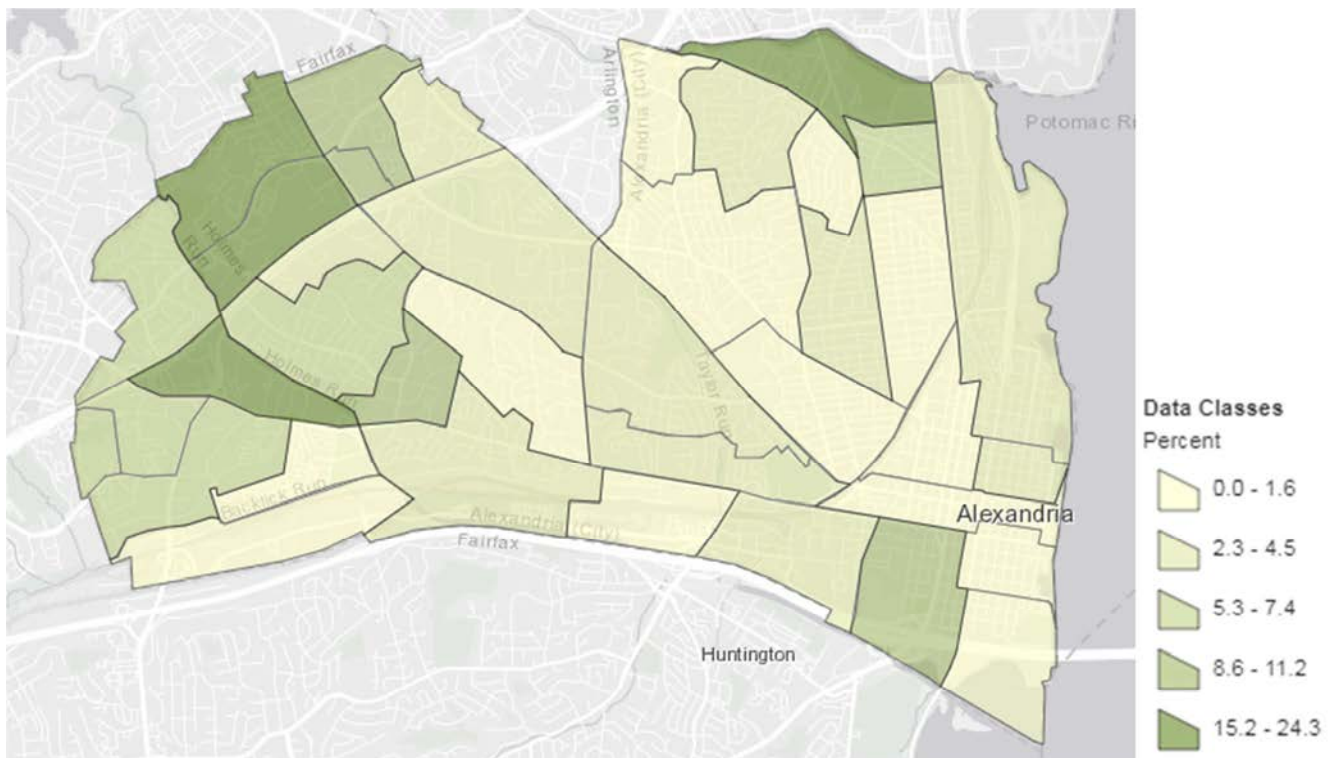 Fairfax
Arlington
Alexandria (City)
Potomac Ri
Holmes
Run
Holmes Run
Taylor Run
Backlick Run
Alexandria (City)
Fairfax
Alexandria
Huntington
Data Classes
Percent
0.0 - 1.6
2.3 - 4.5
5.3 - 7.4
8.6 - 11.2
15.2 - 24.3